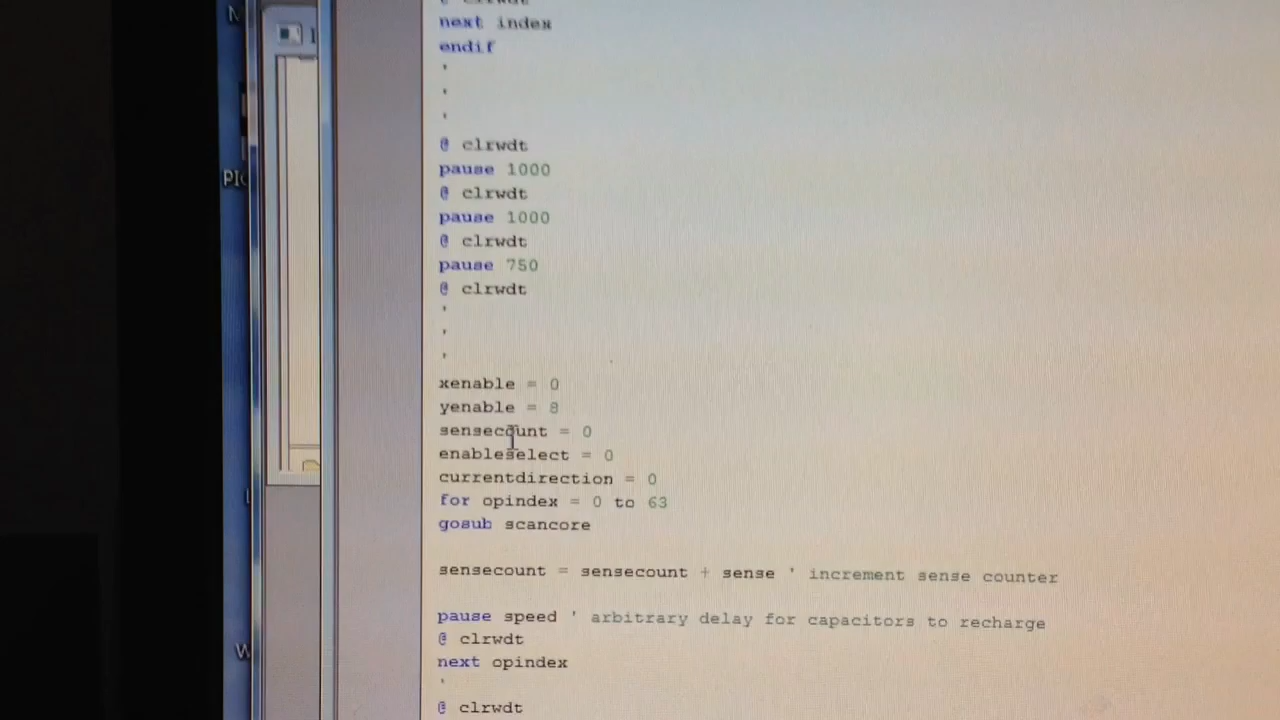 next index
endif
'
'
'
@ clrwdt
pause 1000
@ clrwdt
pause 1000
@ clrwdt
pause 750
@ clrwdt
'
'
'
xenable = 0
yenable = 8
sensecount = 0
enableselect = 0
currentdirection = 0
for opindex = 0 to 63
gosub scancore
sensecount = sensecount + sense ' increment sense counter
pause speed ' arbitrary delay for capacitors to recharge
@ clrwdt
next opindex
'
@ clrwdt